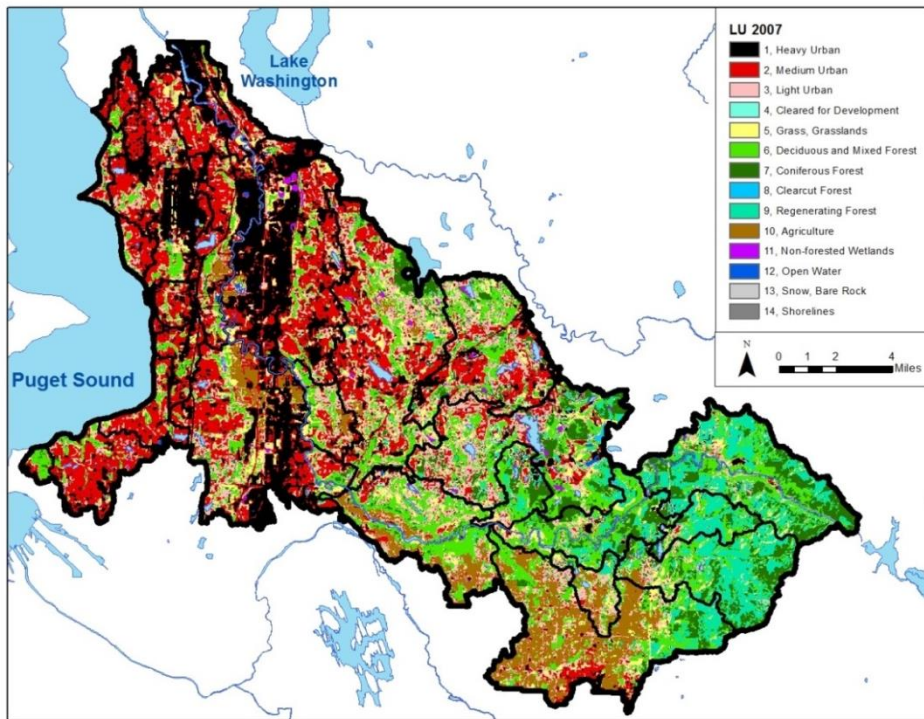 Lake
Washington
Puget Sound
LU 2007
1, Heavy Urban
2, Medium Urban
3, Light Urban
4, Cleared for Development
5, Grass, Grasslands
6, Deciduous and Mixed Forest
7, Coniferous Forest
8, Clearcut Forest
9, Regenerating Forest
10, Agriculture
11, Non-forested Wetlands
12, Open Water
13, Snow, Bare Rock
14, Shorelines
N
0 2 4
Miles